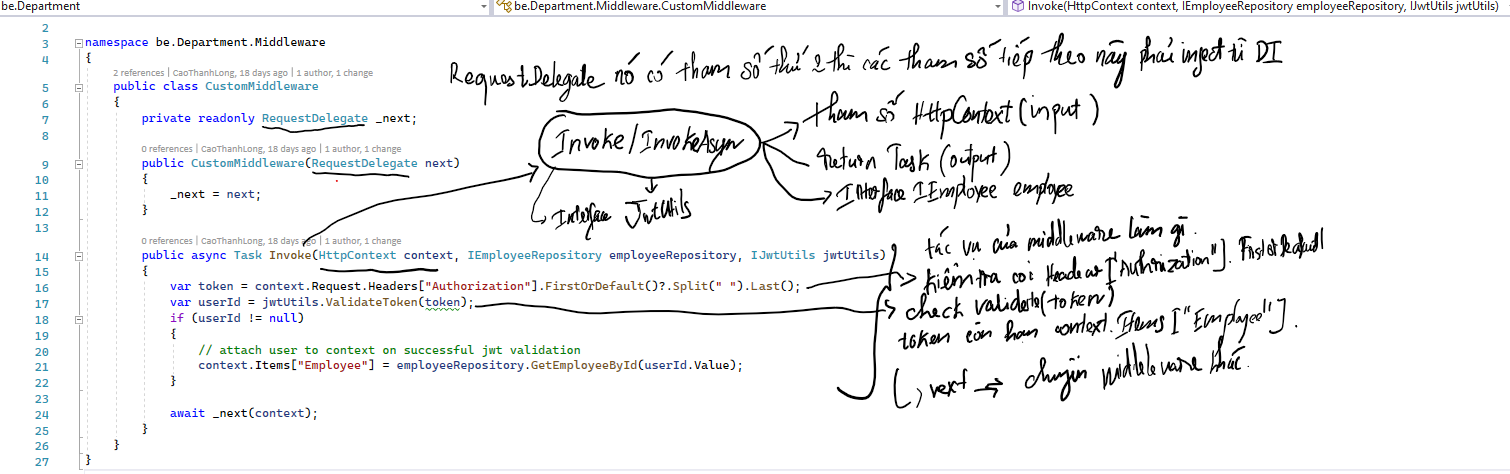 be.Department
be.Department.Middleware.CustomMiddleware
Invoke(HttpContext context, IEmployeeRepository employeeRepository, IJwtUtils jwtUtils)
2
3 namespace be.Department.Middleware
4 {
2 references | CaoThanhLong, 18 days ago | 1 author, 1 change
5 public class CustomMiddleware
6 {
7 private readonly RequestDelegate _next;
8
0 references | CaoThanhLong, 18 days ago | 1 author, 1 change
9 public CustomMiddleware(RequestDelegate next)
10 {
11 _next = next;
12 }
13
0 references | CaoThanhLong, 18 days ago | 1 author, 1 change
14 public async Task Invoke(HttpContext context, IEmployeeRepository employeeRepository, IJwtUtils jwtUtils)
15 {
16 var token = context.Request.Headers["Authorization"].FirstOrDefault()?.Split(" ").Last();
17 var userId = jwtUtils.ValidateToken(token);
18 if (userId != null)
19 {
20 // attach user to context on successful jwt validation
21 context.Items["Employee"] = employeeRepository.GetEmployeeById(userId.Value);
22 }
23
24 await _next(context);
25 }
26 }
27 }
RequestDelegate nó có tham số thứ 2 thì các tham số tiếp theo này phải inject từ DI
Invoke/InvokeAsyn
tham số HttpContext (input)
return Task (output)
Interface IEmployee employee
Interface JwtUtils
tác vụ của middleware làm gì.
kiểm tra coi Header ["Authorization"].
check validate(token)
token còn hạn context.Items["Employee"].
next → chuyển middleleware khác.